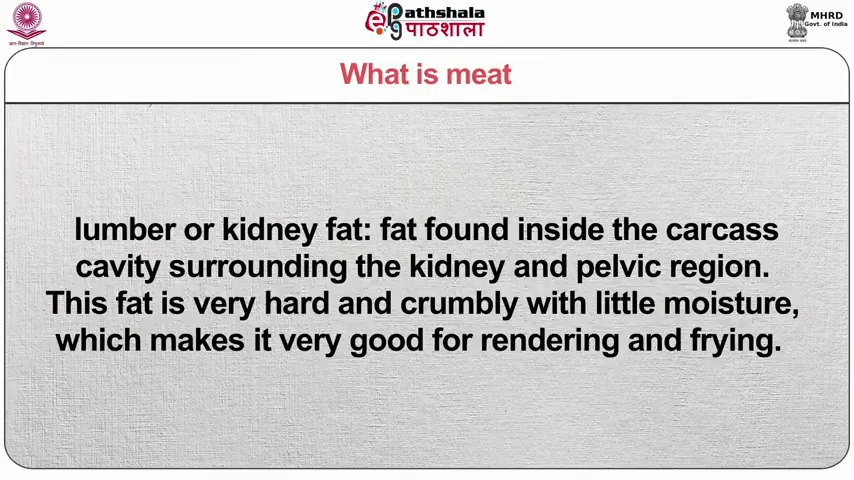 ePathshala
पाठशाला
MHRD
Govt. of India
What is meat
lumber or kidney fat: fat found inside the carcass
cavity surrounding the kidney and pelvic region.
This fat is very hard and crumbly with little moisture,
which makes it very good for rendering and frying.